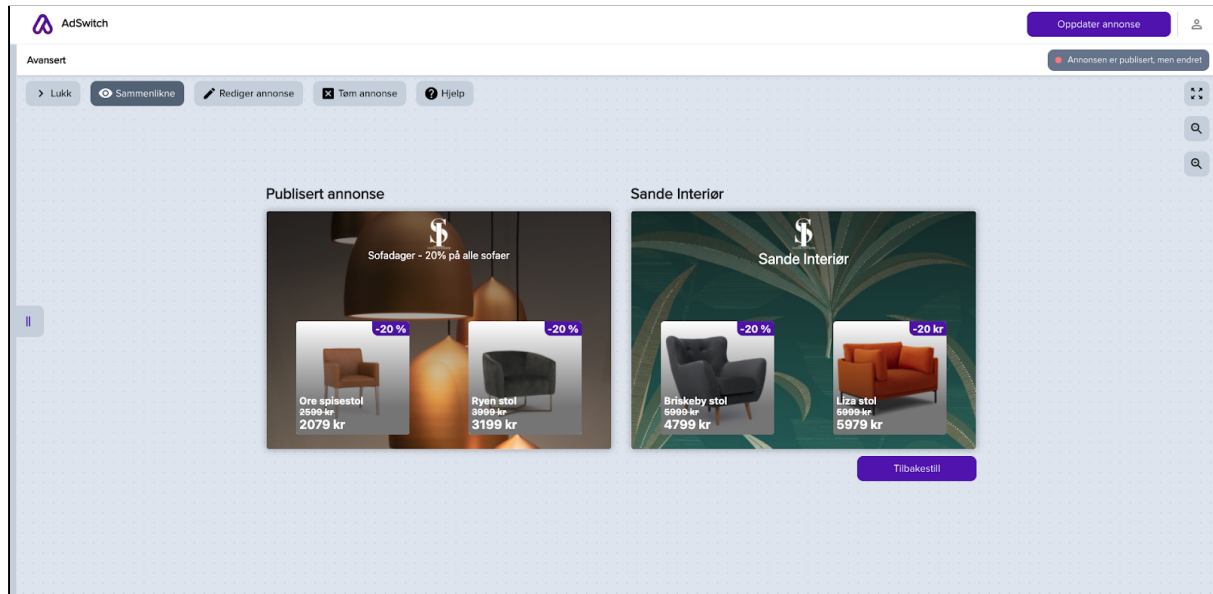 AdSwitch
Oppdater annonse
Avansert
Annonsen er publisert, men endret
Lukk
Sammenlikne
Rediger annonse
Tøm annonse
Hjelp
Publisert annonse
Sofadager - 20% på alle sofaer
-20 %
Ore spisestol
2599 kr
2079 kr
-20 %
Ryen stol
3999 kr
3199 kr
Sande Interiør
Sande Interiør
-20 %
Briskeby stol
5999 kr
4799 kr
-20 kr
Liza stol
5999 kr
5979 kr
Tilbakestill